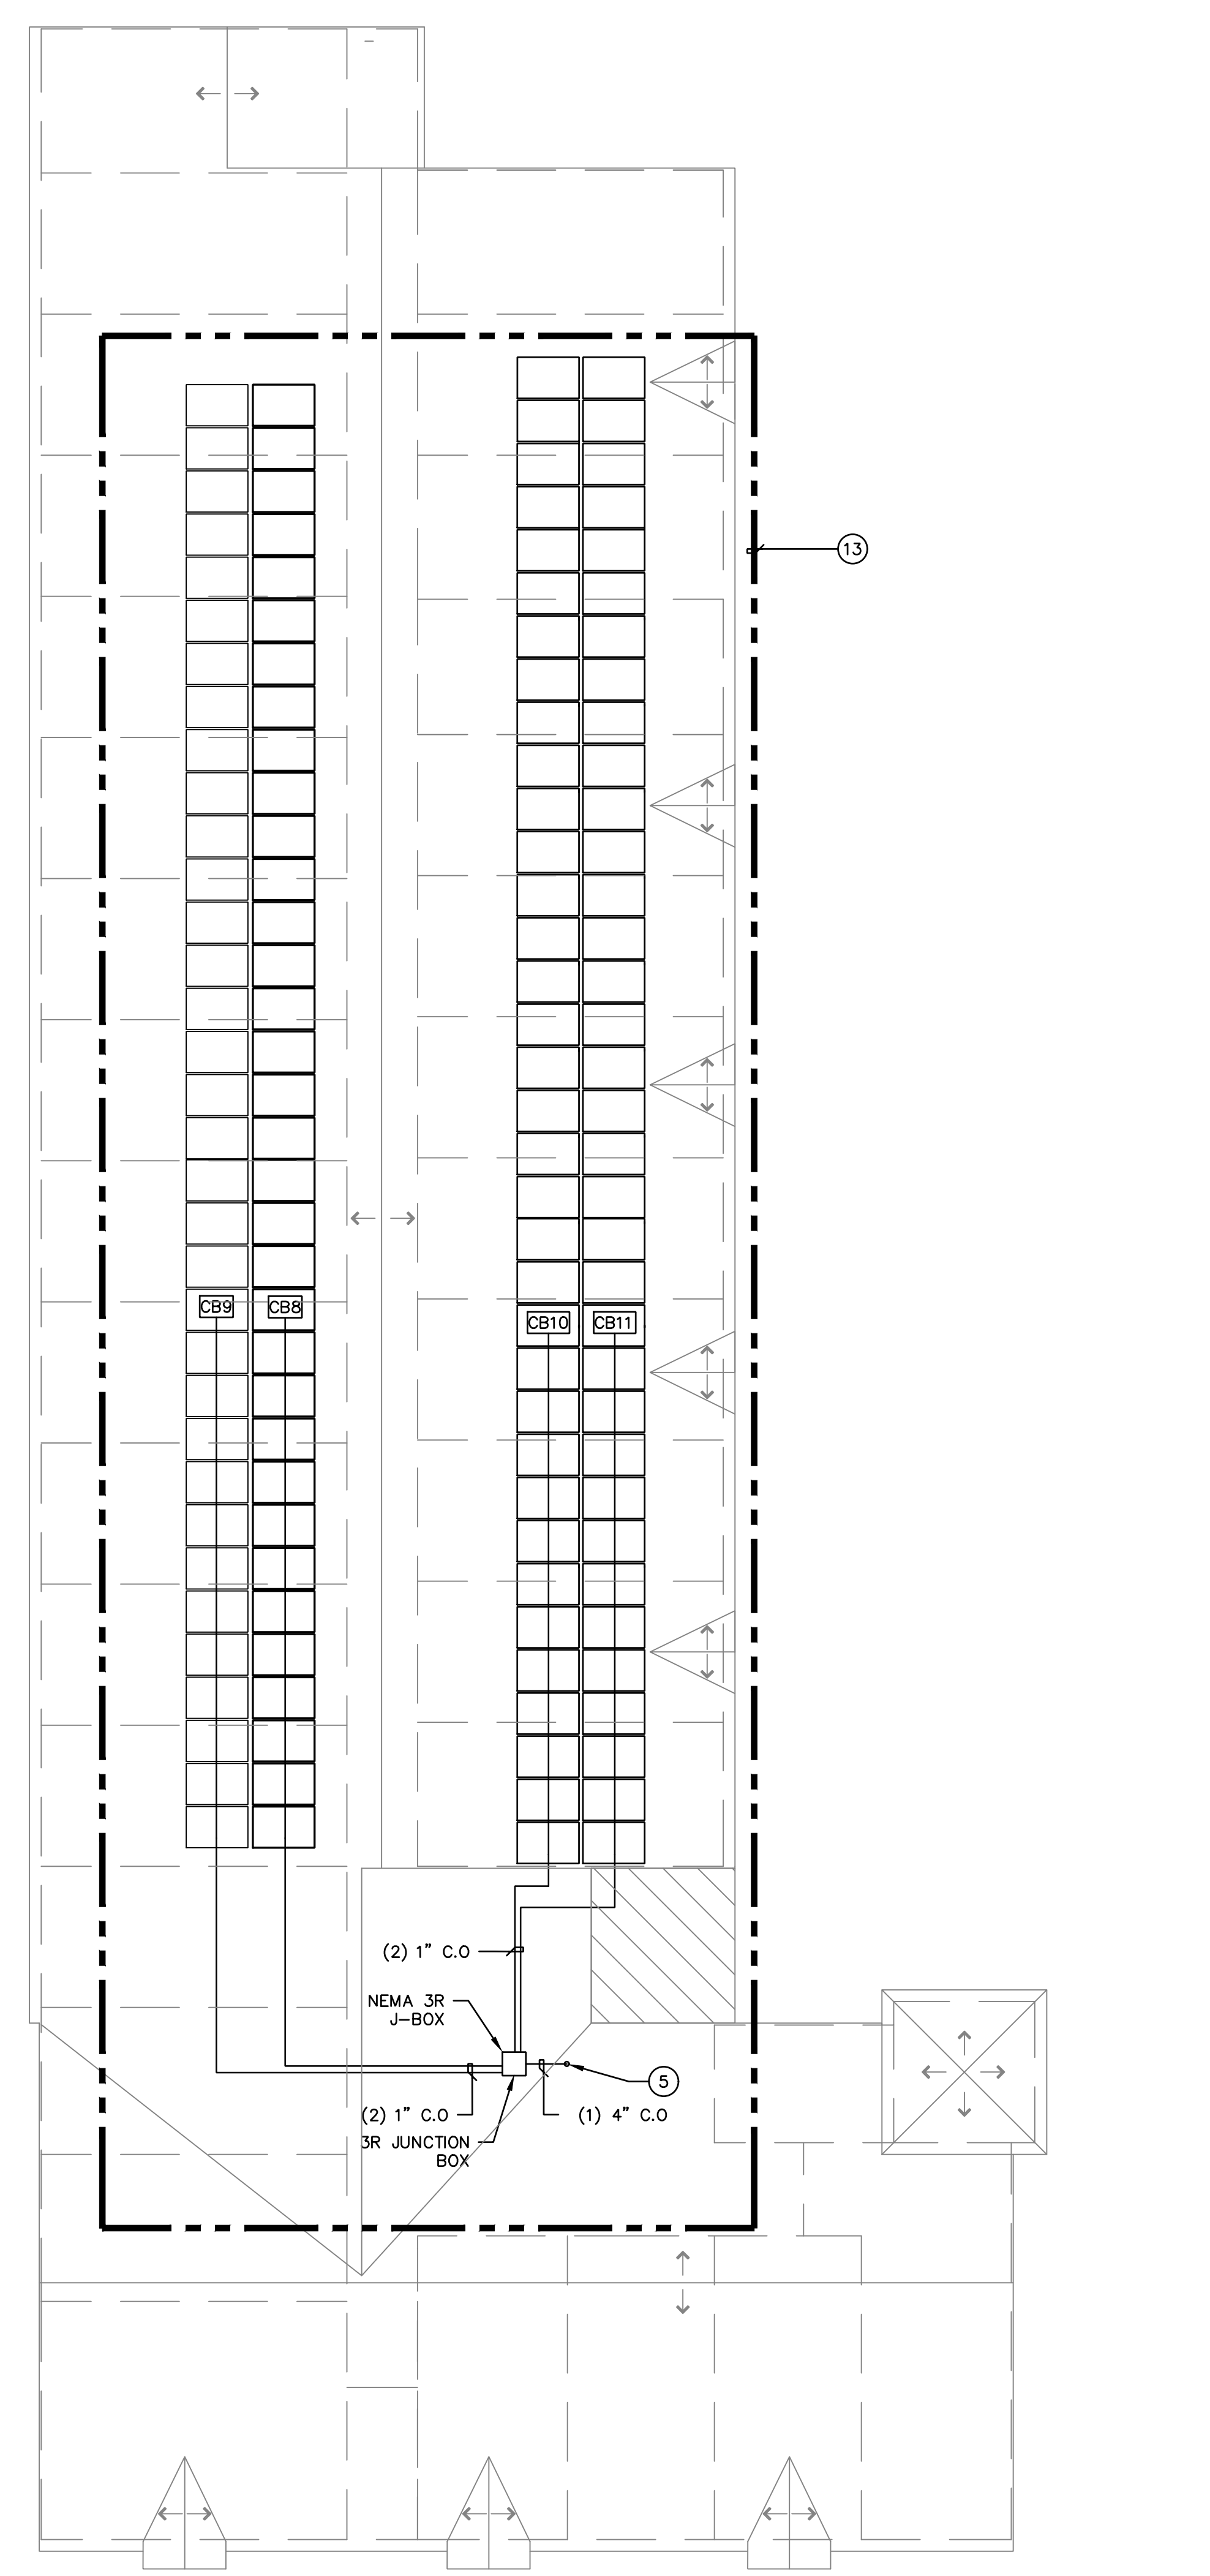 13
CB9
CB8
CB10
CB11
(2) 1" C.O
NEMA 3R
J-BOX
5
(2) 1" C.O
(1) 4" C.O
3R JUNCTION
BOX